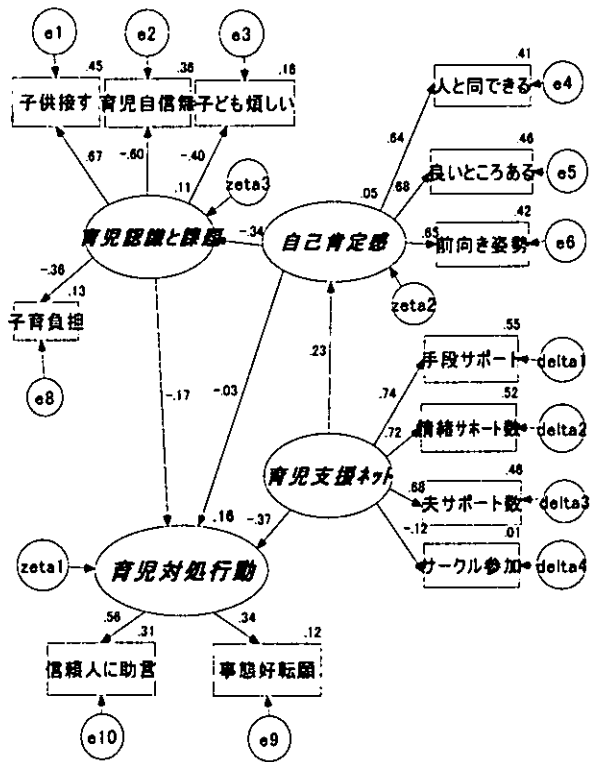 e1
e2
e3
.45
.36
.16
子供接す
育児自信無
子ども煩しい
.41
人と同できる
e4
.67
-.60
-.40
.11
zeta3
.64
.05
.68
.46
良いところある
e5
育児認識と課題
-.34
自己肯定感
.65
.42
前向き姿勢
e6
zeta2
-.36
.13
子育負担
e8
.23
.55
手段サポート
delta1
-.17
-.03
.74
.52
情緒サポート数
delta2
.72
育児支援ネット
.68
.46
夫サポート数
delta3
-.12
.01
サークル参加
delta4
.16
-.37
zeta1
育児対処行動
.56
.31
.34
.12
信頼人に助言
事態好転願
e10
e9